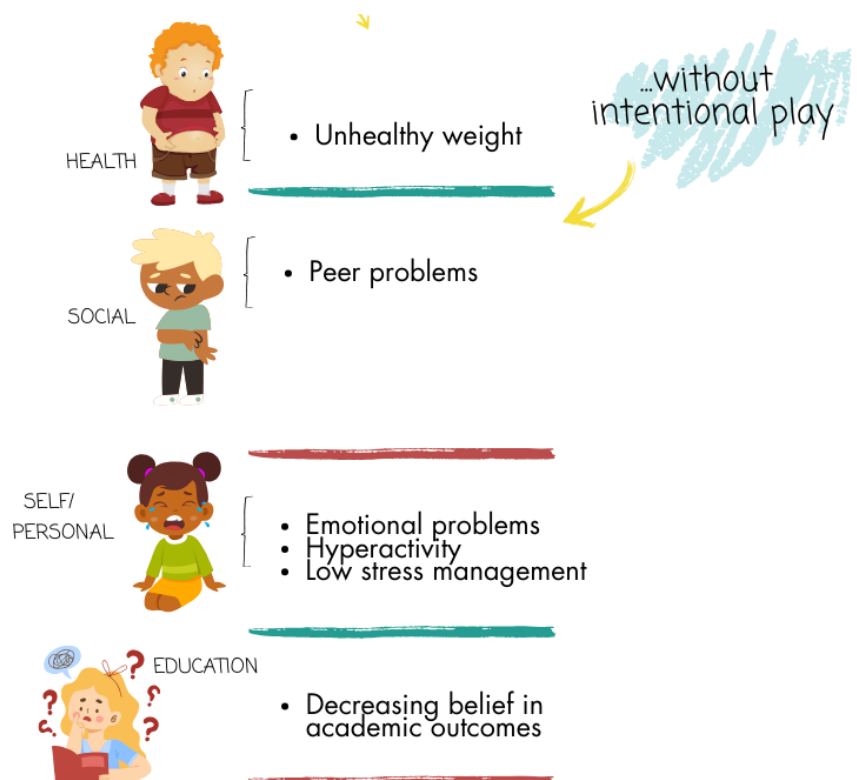 ...without
intentional play
HEALTH
• Unhealthy weight
SOCIAL
• Peer problems
SELF/
PERSONAL
• Emotional problems
• Hyperactivity
• Low stress management
EDUCATION
• Decreasing belief in
academic outcomes